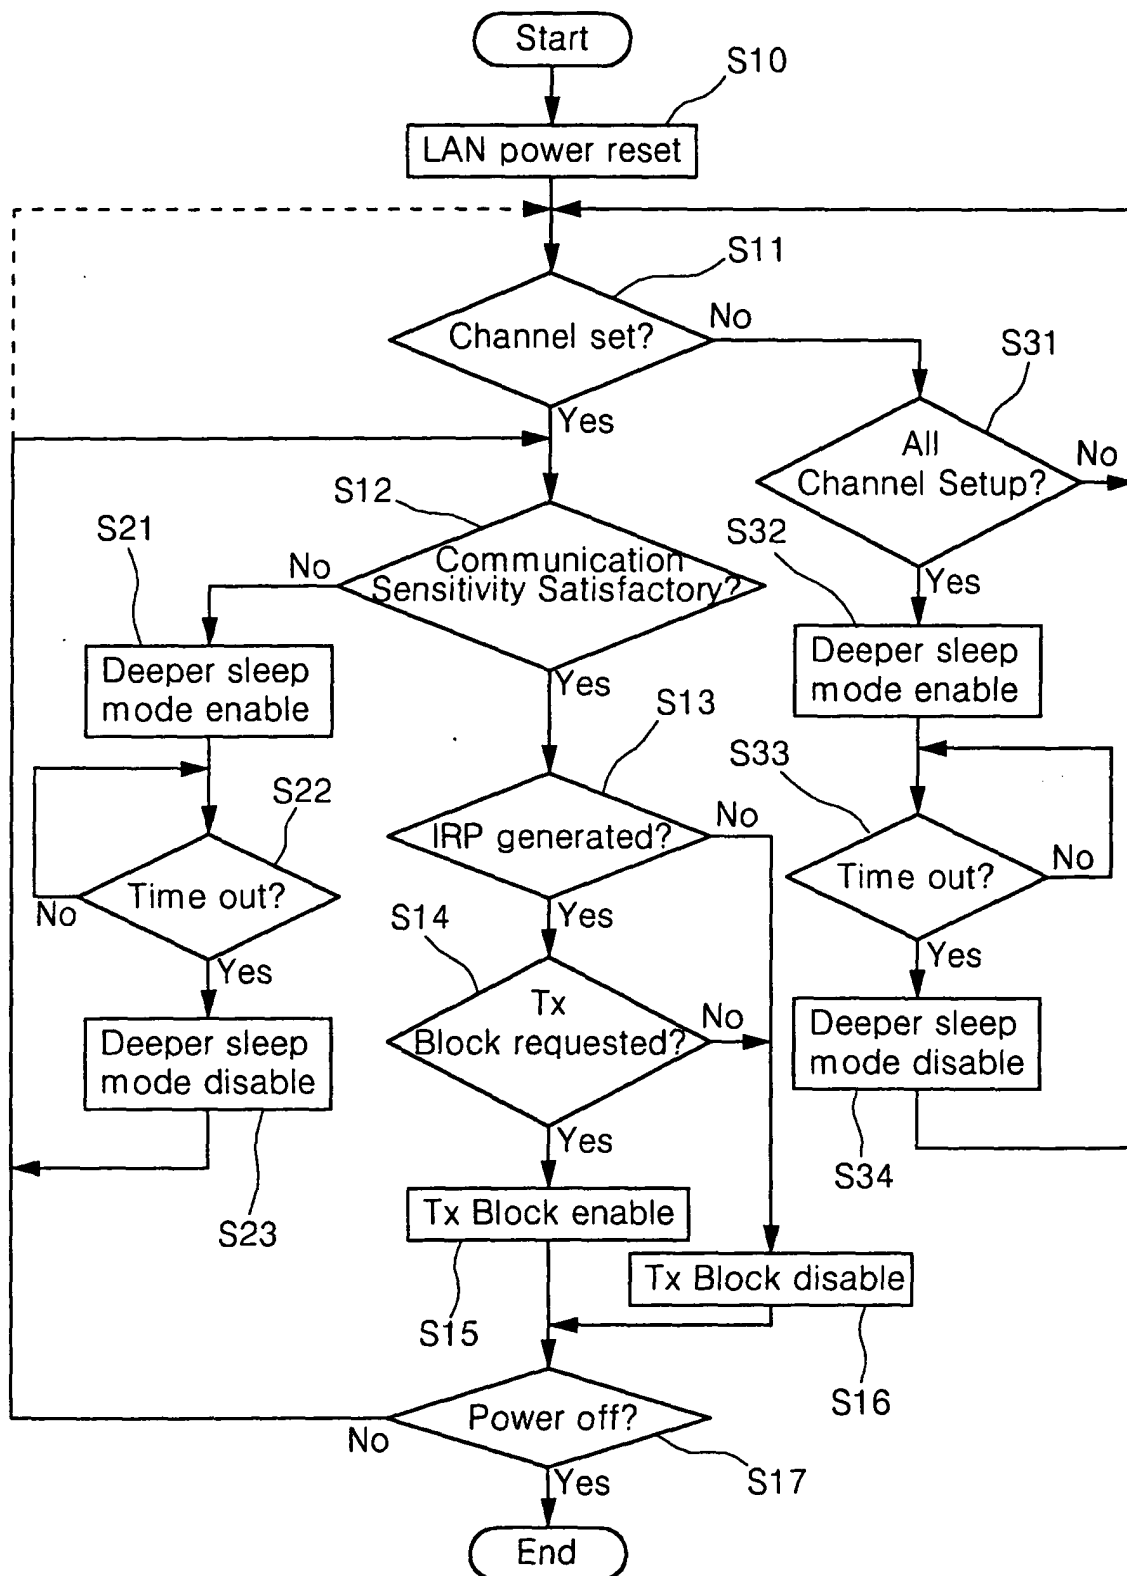 Start
S10
LAN power reset
S11
Channel set?
No
S31
Yes
All
Channel Setup?
No
S12
S21
Communication
Sensitivity Satisfactory?
No
S32
Yes
Deeper sleep
mode enable
Yes
Deeper sleep
mode enable
S13
S33
S22
IRP generated?
No
Time out?
No
Time out?
No
S14
Yes
Yes
Yes
Tx
Block requested?
No
Deeper sleep
mode disable
Deeper sleep
mode disable
Yes
S34
S23
Tx Block enable
Tx Block disable
S15
S16
Power off?
No
S17
Yes
End